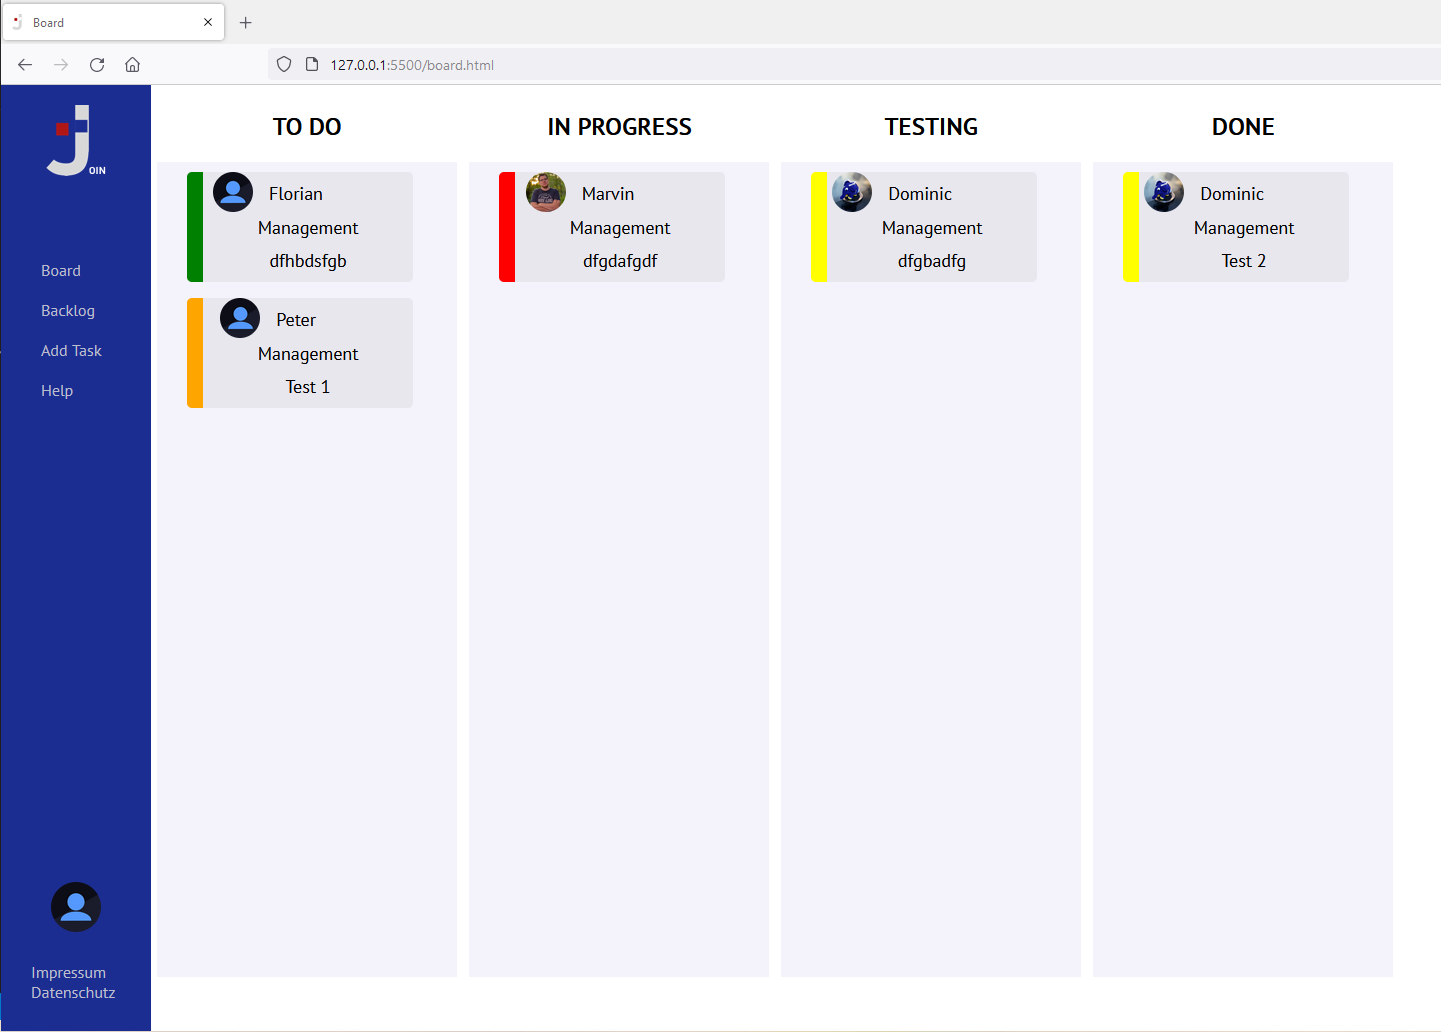 Board
127.0.0.1:5500/board.html
OIN
Board
Backlog
Add Task
Help
Impressum
Datenschutz
TO DO
Florian
Management
dfhbdsfgb
Peter
Management
Test 1
IN PROGRESS
Marvin
Management
dfgdafgdf
TESTING
Dominic
Management
dfgbadfg
DONE
Dominic
Management
Test 2